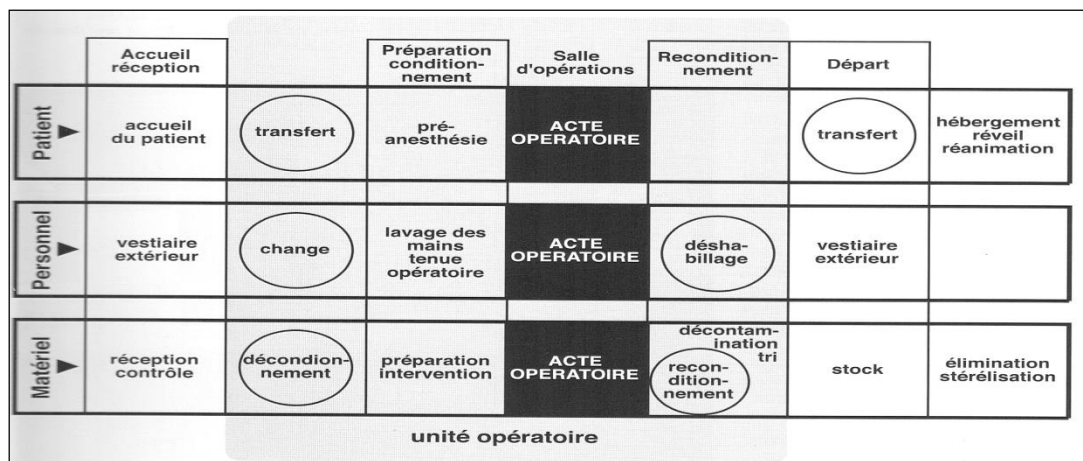 Accueil
réception
Préparation
condition-
nement
Salle
d'opérations
Recondition-
nement
Départ
Patient
accueil
du patient
transfert
pré-
anesthésie
ACTE
OPERATOIRE
transfert
hébergement
réveil
réanimation
Personnel
vestiaire
extérieur
change
lavage des
mains
tenue
opératoire
ACTE
OPERATOIRE
désha-
billage
vestiaire
extérieur
Matériel
réception
contrôle
décondion-
nement
préparation
intervention
ACTE
OPERATOIRE
décontam-
ination
tri
recon-
dition-
nement
stock
élimination
stérélisation
unité opératoire